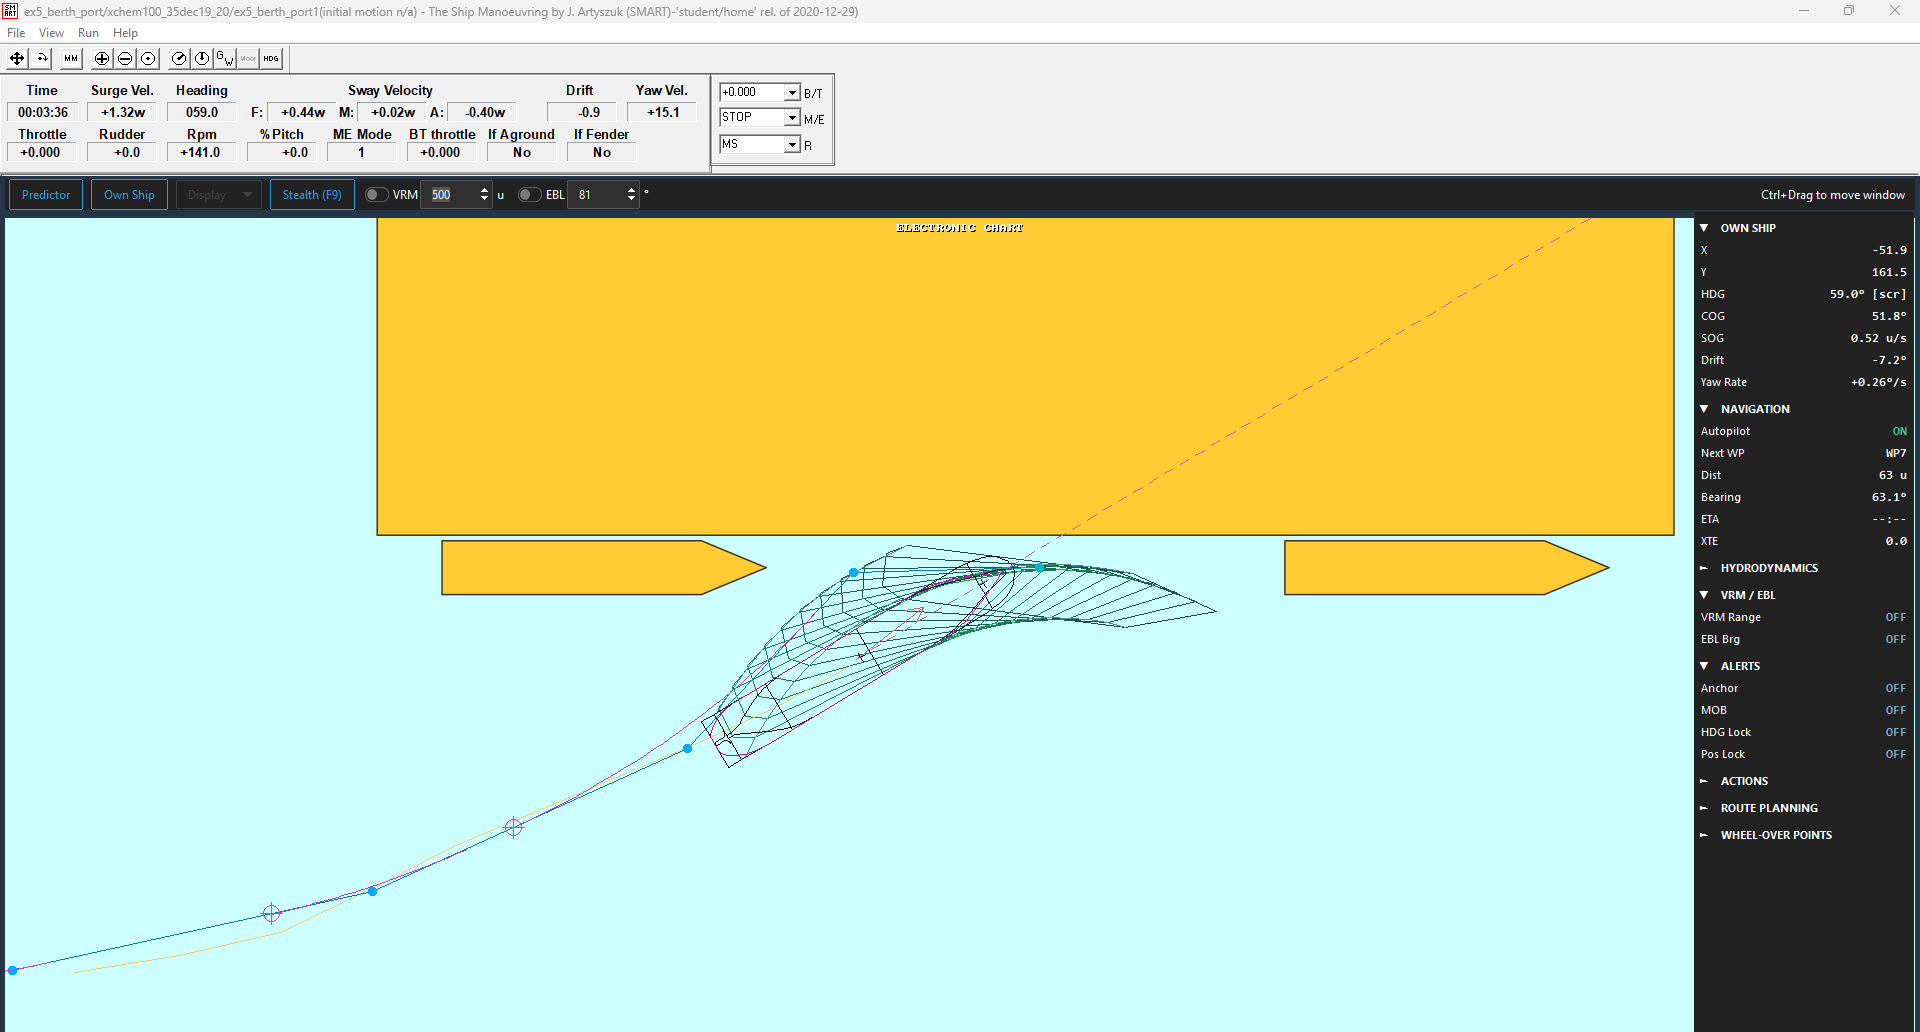 ex5_berth_port/xchem100_35dec19_20/ex5_berth_port1(initial motion n/a) - The Ship Manoeuvring by J. Artyszuk (SMART)-'student/home' rel. of 2020-12-29)
File View Run Help
MM G W Moor HDG
Time Surge Vel. Heading Sway Velocity Drift Yaw Vel.
00:03:36 +1.32w 059.0 F: +0.44w M: +0.02w A: -0.40w -0.9 +15.1
Throttle Rudder Rpm %Pitch ME Mode BT throttle If Aground If Fender
+0.000 +0.0 +141.0 +0.0 1 +0.000 No No
+0.000 B/T
STOP M/E
MS R
Predictor Own Ship Display Stealth (F9) VRM 500 u EBL 81 ° Ctrl+Drag to move window
ELECTRONIC CHART
OWN SHIP
X -51.9
Y 161.5
HDG 59.0° [scr]
COG 51.8°
SOG 0.52 u/s
Drift -7.2°
Yaw Rate +0.26°/s
NAVIGATION
Autopilot ON
Next WP WP7
Dist 63 u
Bearing 63.1°
ETA --:--
XTE 0.0
HYDRODYNAMICS
VRM / EBL
VRM Range OFF
EBL Brg OFF
ALERTS
Anchor OFF
MOB OFF
HDG Lock OFF
Pos Lock OFF
ACTIONS
ROUTE PLANNING
WHEEL-OVER POINTS